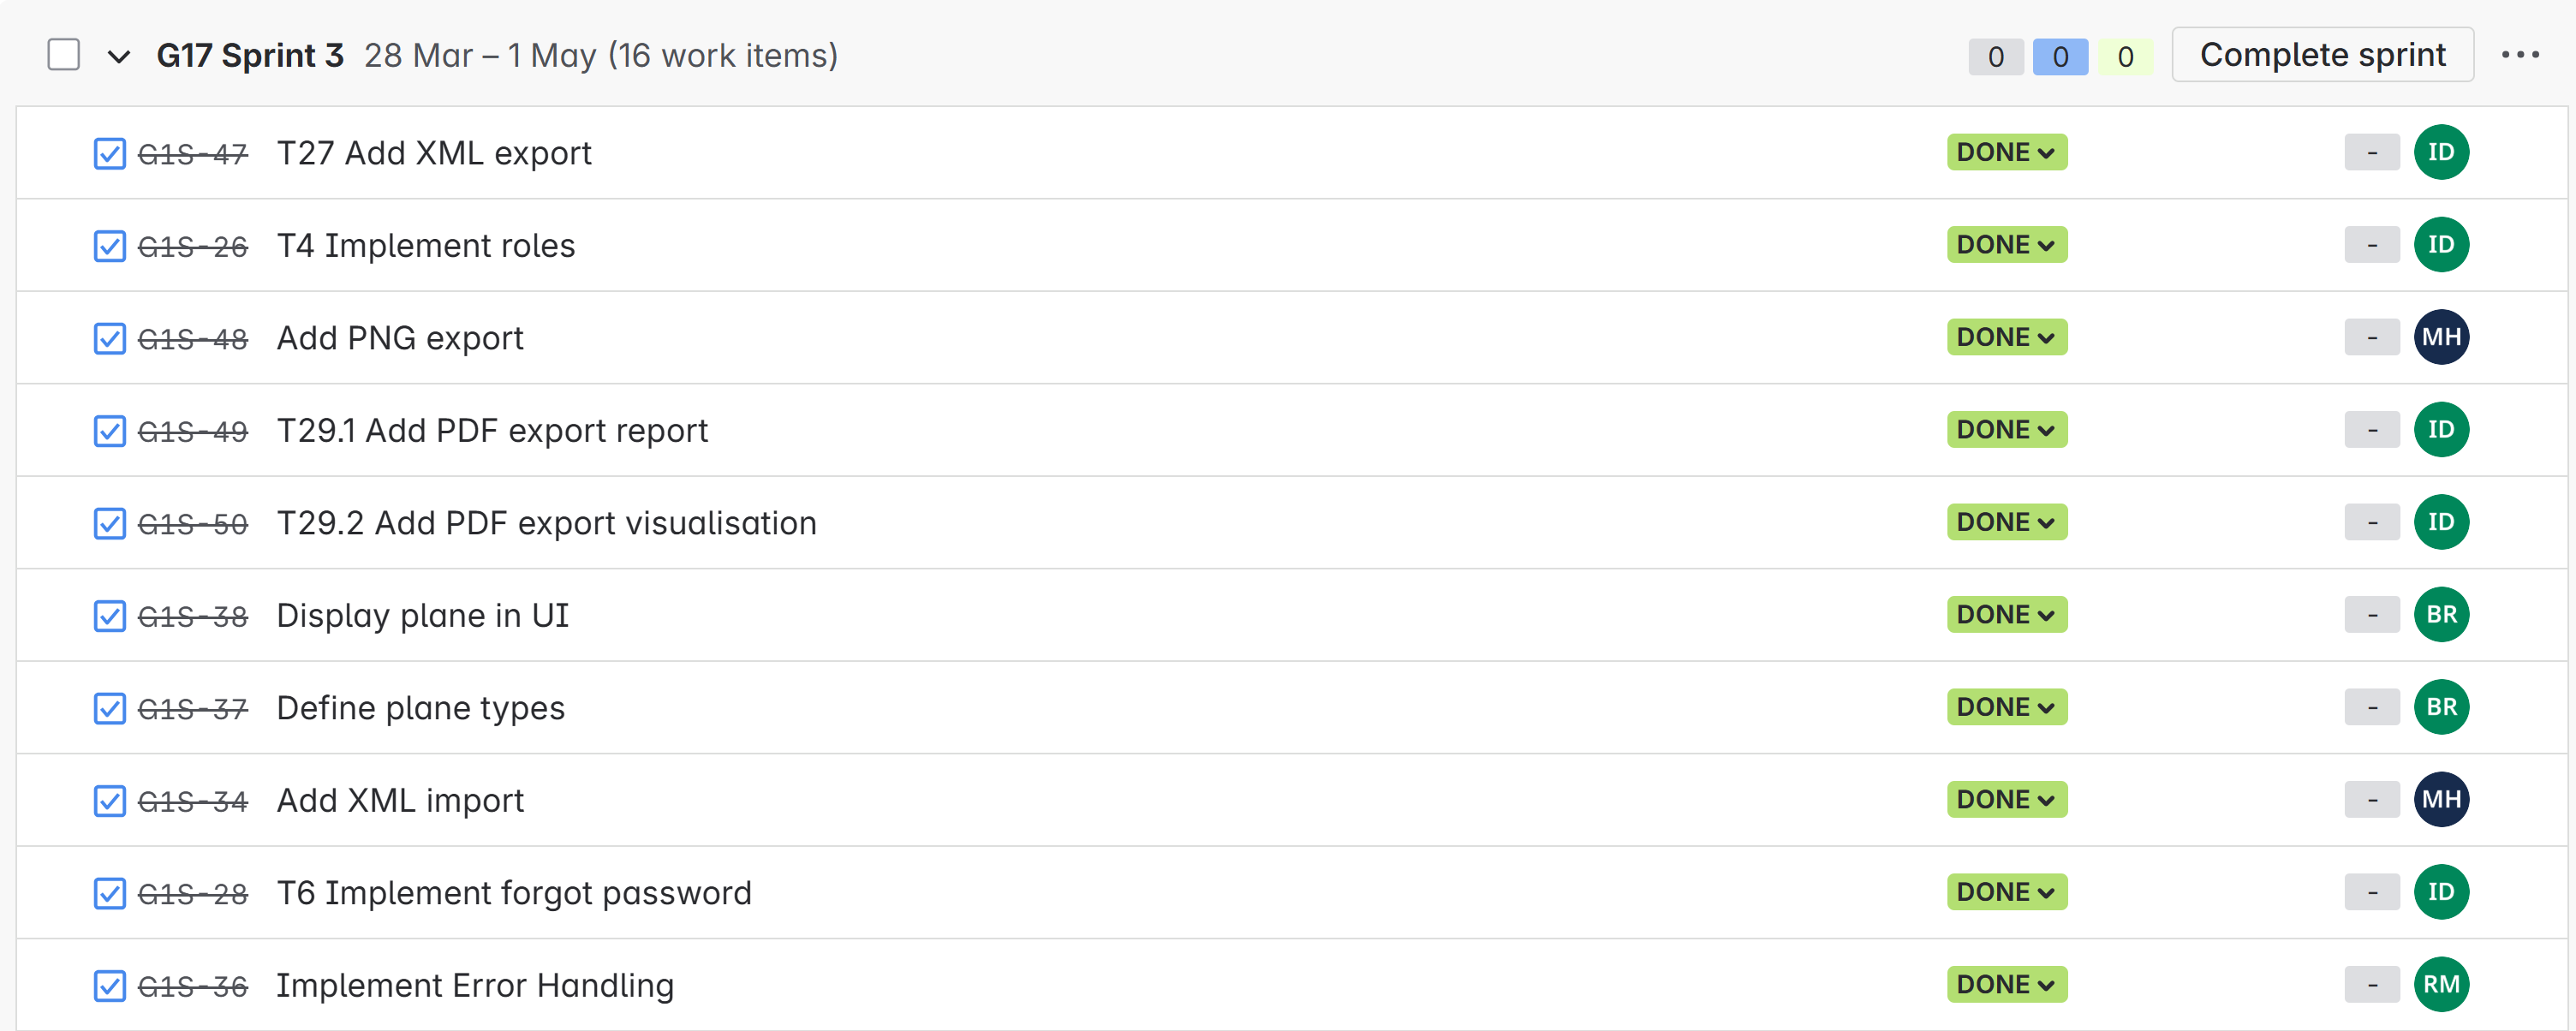 G17 Sprint 3 28 Mar – 1 May (16 work items) 0 0 0 Complete sprint
G1S-47 T27 Add XML export DONE - ID
G1S-26 T4 Implement roles DONE - ID
G1S-48 Add PNG export DONE - MH
G1S-49 T29.1 Add PDF export report DONE - ID
G1S-50 T29.2 Add PDF export visualisation DONE - ID
G1S-38 Display plane in UI DONE - BR
G1S-37 Define plane types DONE - BR
G1S-34 Add XML import DONE - MH
G1S-28 T6 Implement forgot password DONE - ID
G1S-36 Implement Error Handling DONE - RM